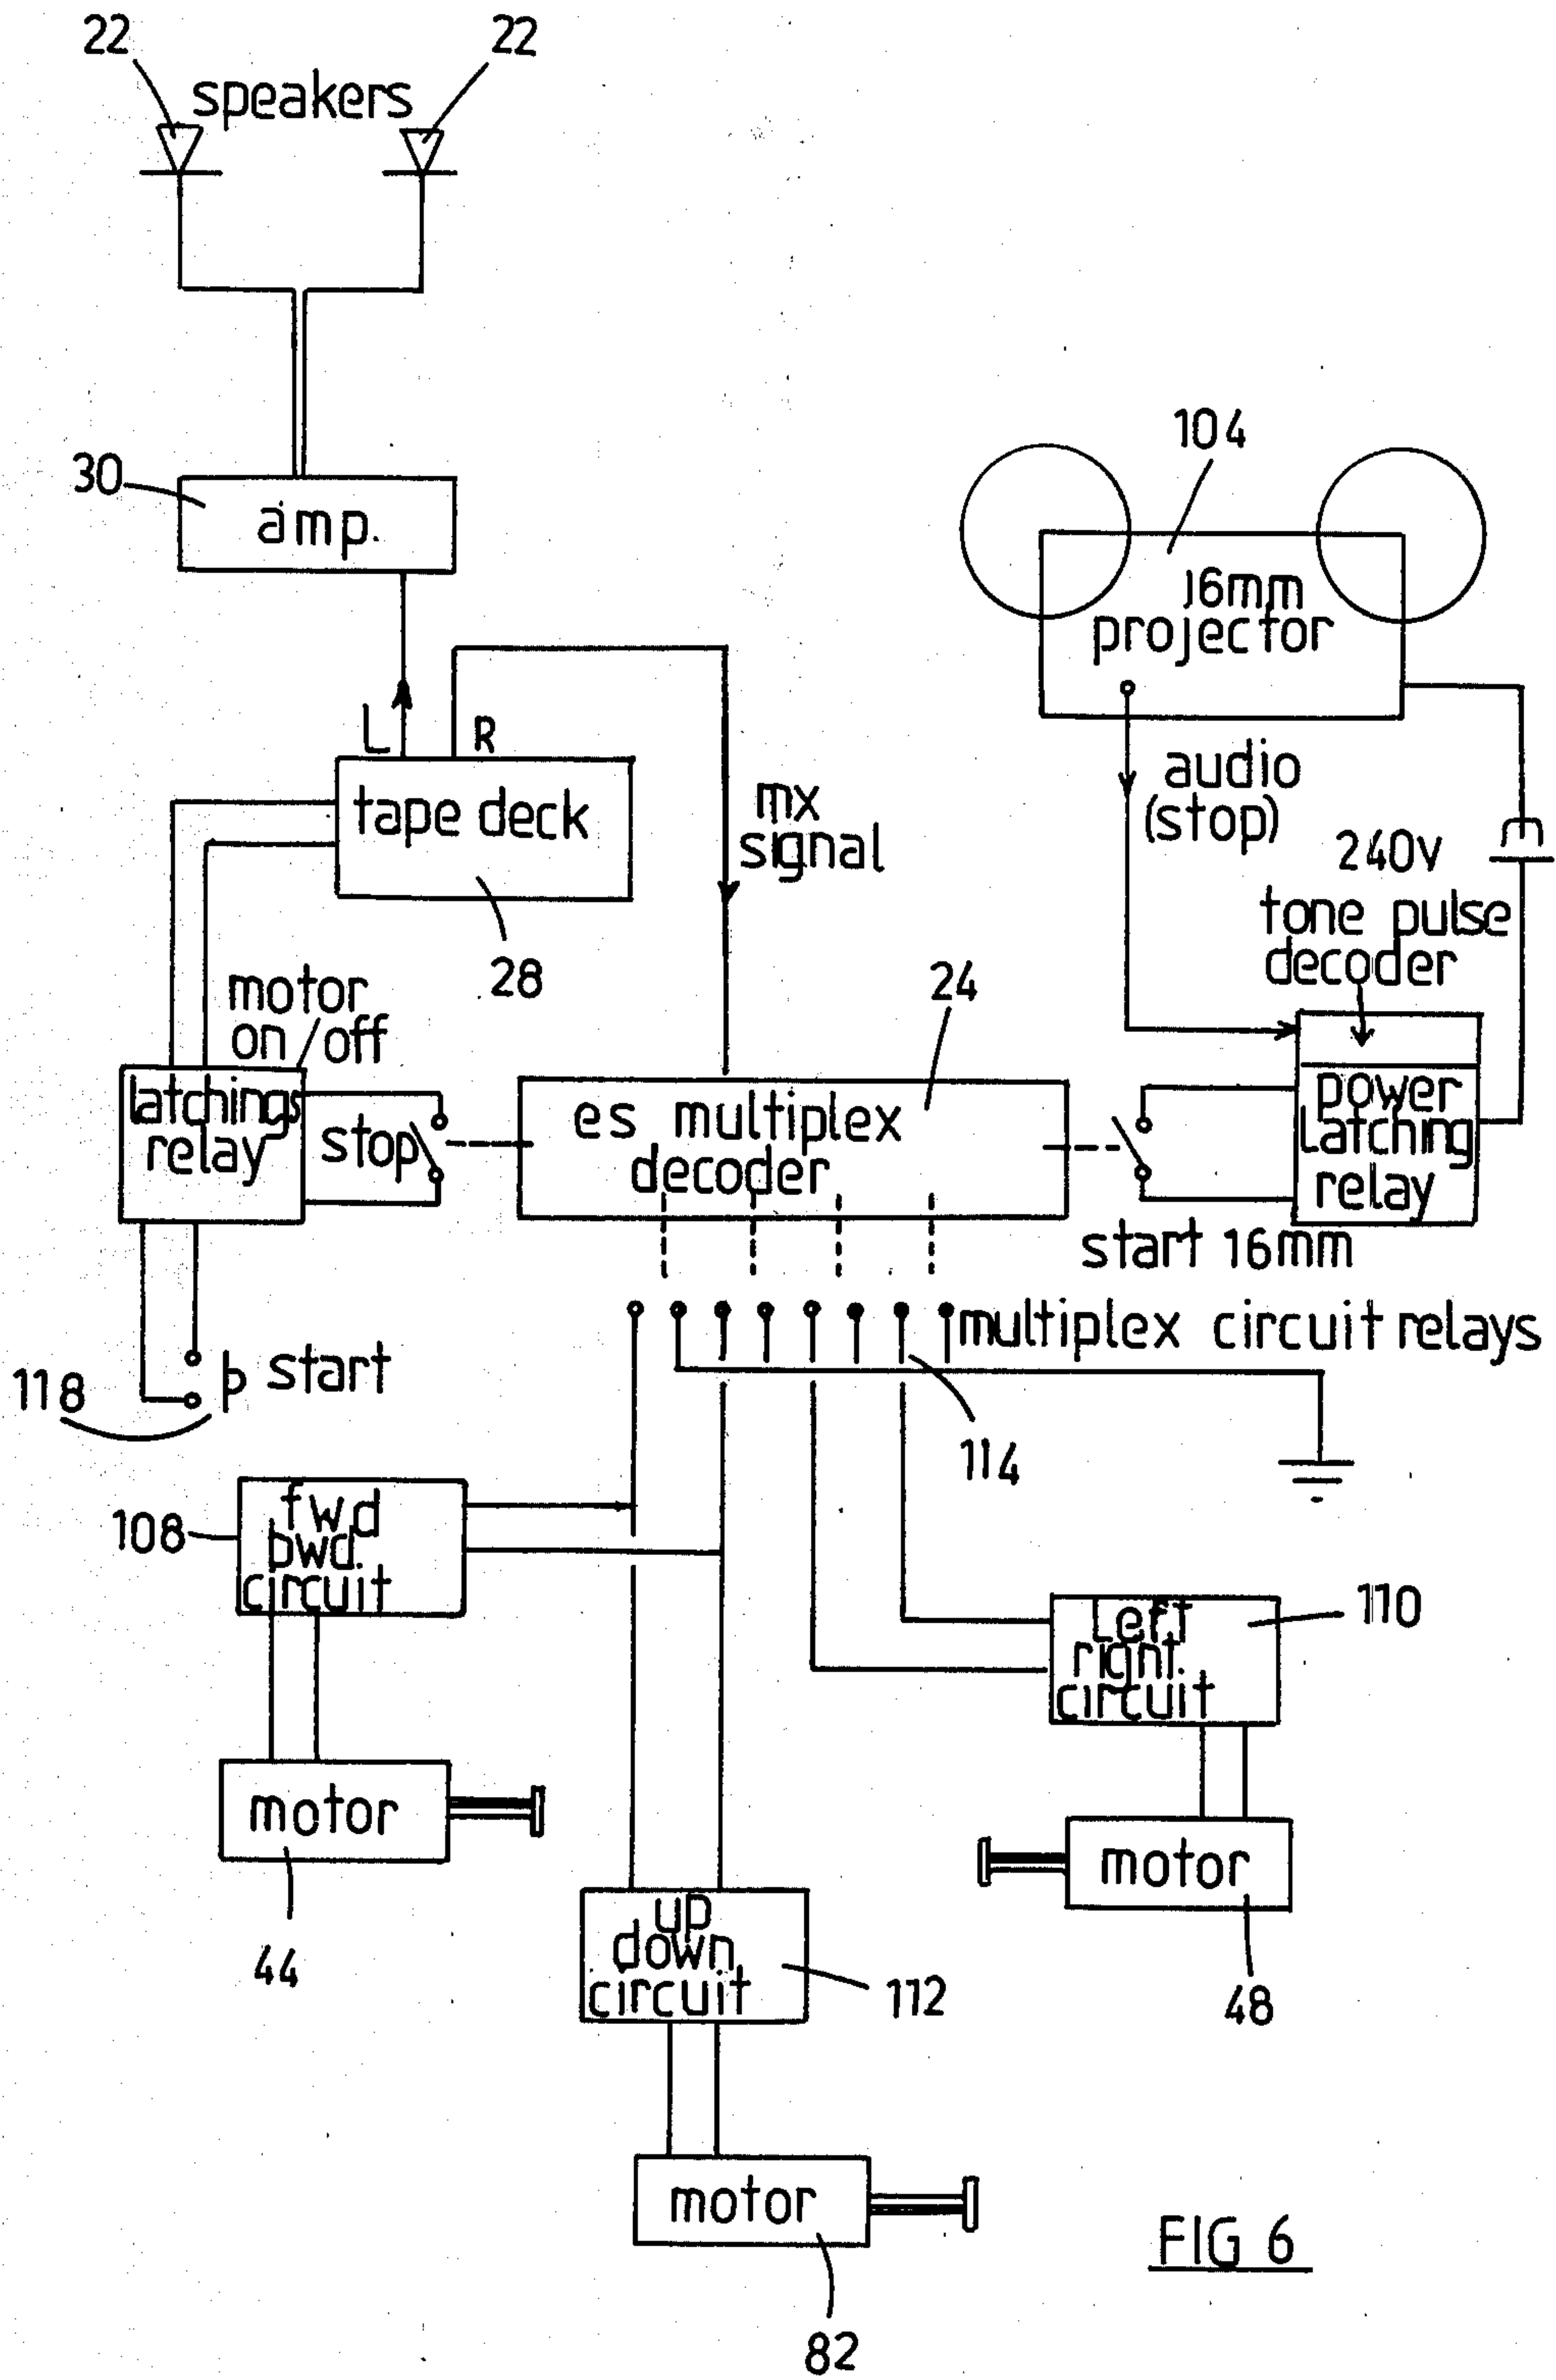 22
22
speakers
30
amp.
104
16mm
projector
L
R
tape deck
28
mx
signal
audio
(stop)
240v
tone pulse
decoder
motor
on / off
24
latchings
relay
stop
es multiplex
decoder
power
Latching
relay
start 16mm
multiplex circuit relays
start
118
114
108
fwd
bwd.
circuit
110
Left
right.
circuit
motor
44
motor
48
up
down
circuit
112
motor
82
FIG 6